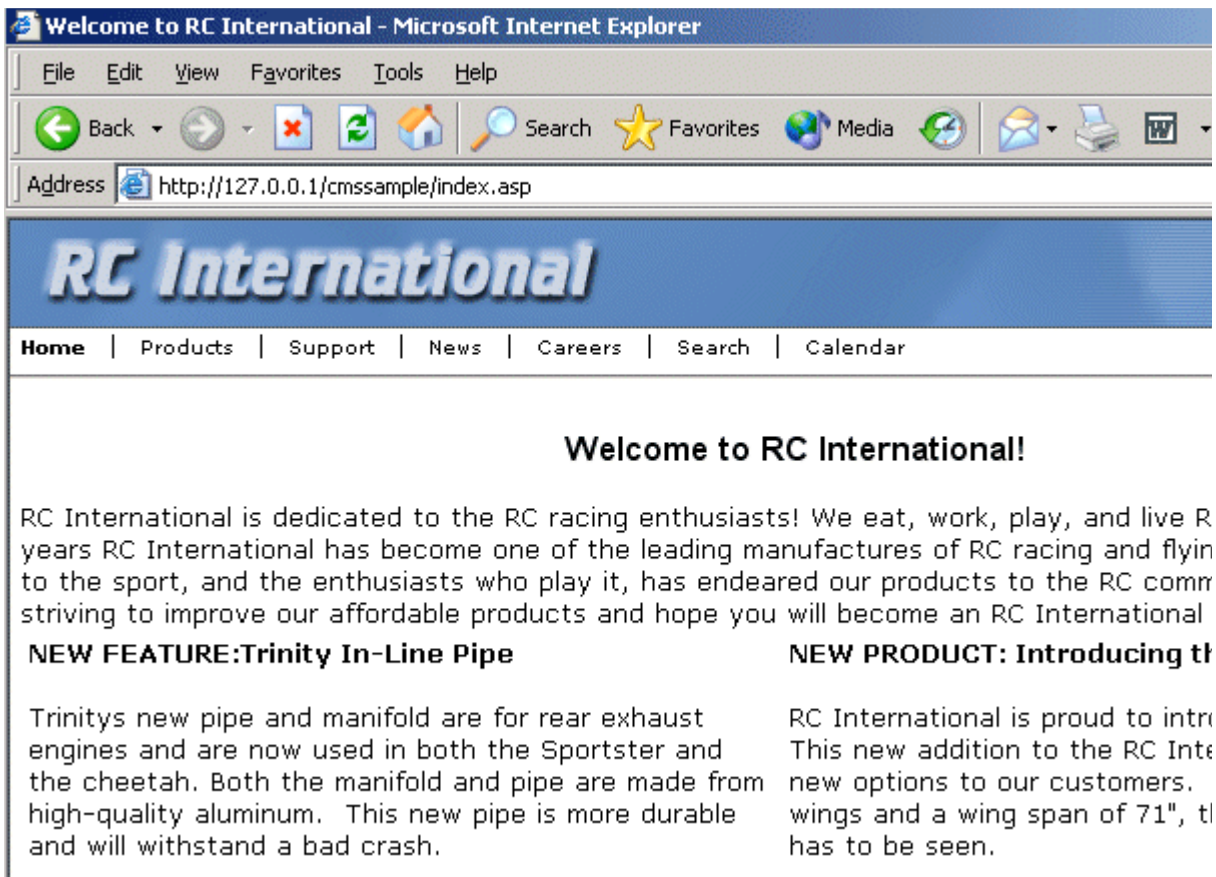 Welcome to RC International - Microsoft Internet Explorer
File Edit View Favorites Tools Help
Back Search Favorites Media
Address http://127.0.0.1/cmssample/index.asp
RC International
Home | Products | Support | News | Careers | Search | Calendar
Welcome to RC International!
RC International is dedicated to the RC racing enthusiasts! We eat, work, play, and live R
years RC International has become one of the leading manufactures of RC racing and flyin
to the sport, and the enthusiasts who play it, has endeared our products to the RC comm
striving to improve our affordable products and hope you will become an RC International
NEW FEATURE:Trinity In-Line Pipe
Trinitys new pipe and manifold are for rear exhaust
engines and are now used in both the Sportster and
the cheetah. Both the manifold and pipe are made from
high-quality aluminum.  This new pipe is more durable
and will withstand a bad crash.
NEW PRODUCT: Introducing th
RC International is proud to intro
This new addition to the RC Inte
new options to our customers.
wings and a wing span of 71", t
has to be seen.